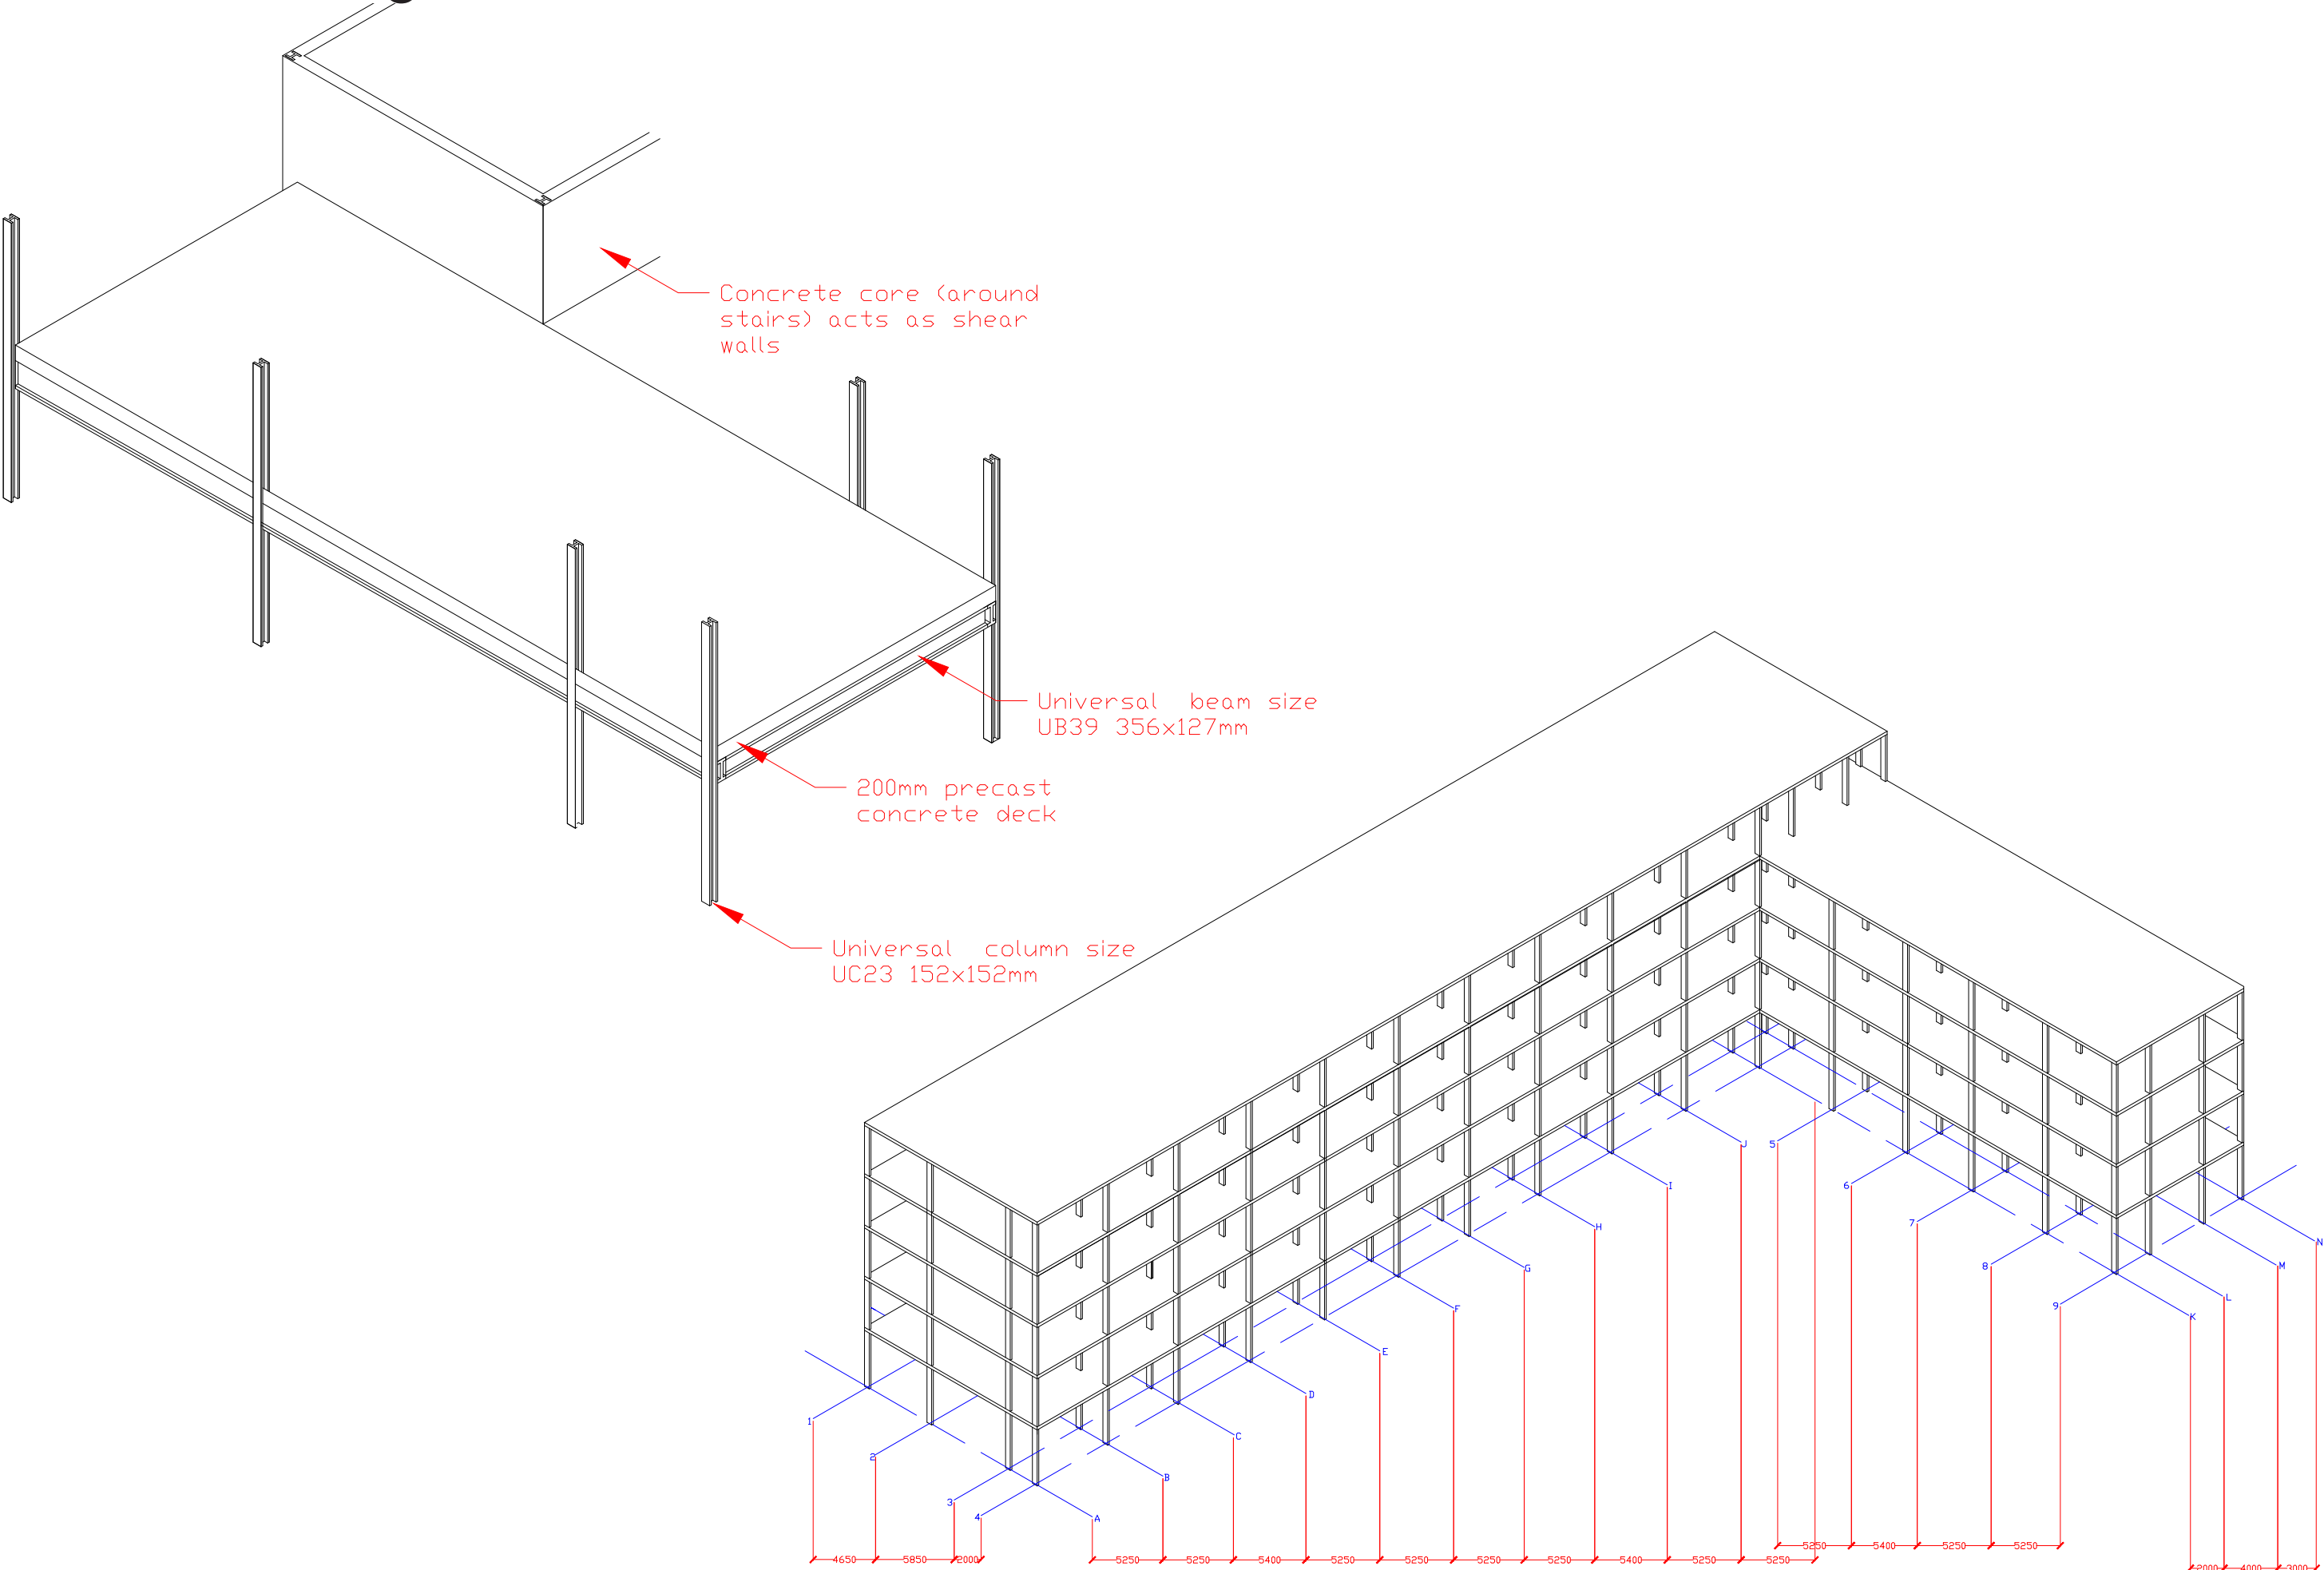 Concrete core (around
stairs) acts as shear
walls
Universal beam size
UB39 356x127mm
200mm precast
concrete deck
Universal column size
UC23 152x152mm
J
5
I
6
N
H
7
M
G
8
L
F
9
K
E
D
1
C
2
B
3
4
A
5250 5400 5250 5250
4650 5850 2000 5250 5250 5400 5250 5250 5250 5250 5400 5250 5250
2000 4000 3000